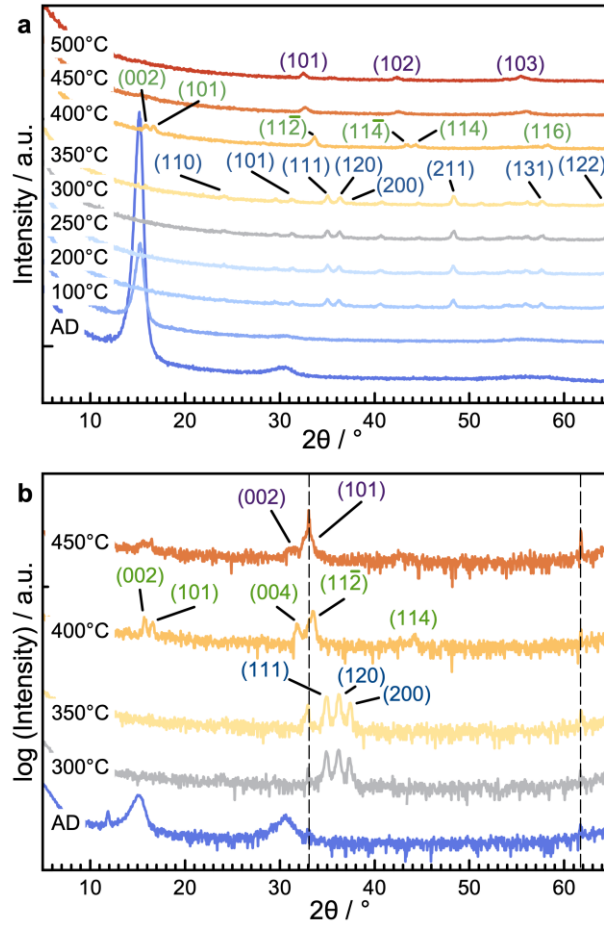 a
500°C
(101) (102) (103)
450°C
(002)
(101)
400°C
(112̅) (114̅) (114) (116)
350°C
(110) (101) (111) (120) (200) (211) (131) (122)
300°C
250°C
200°C
100°C
AD
Intensity / a.u.
10 20 30 40 50 60
2θ / °
b
(002) (101)
450°C
(002) (101) (004) (112̅)
(114)
400°C
(111) (120)
(200)
350°C
300°C
AD
log (Intensity) / a.u.
10 20 30 40 50 60
2θ / °